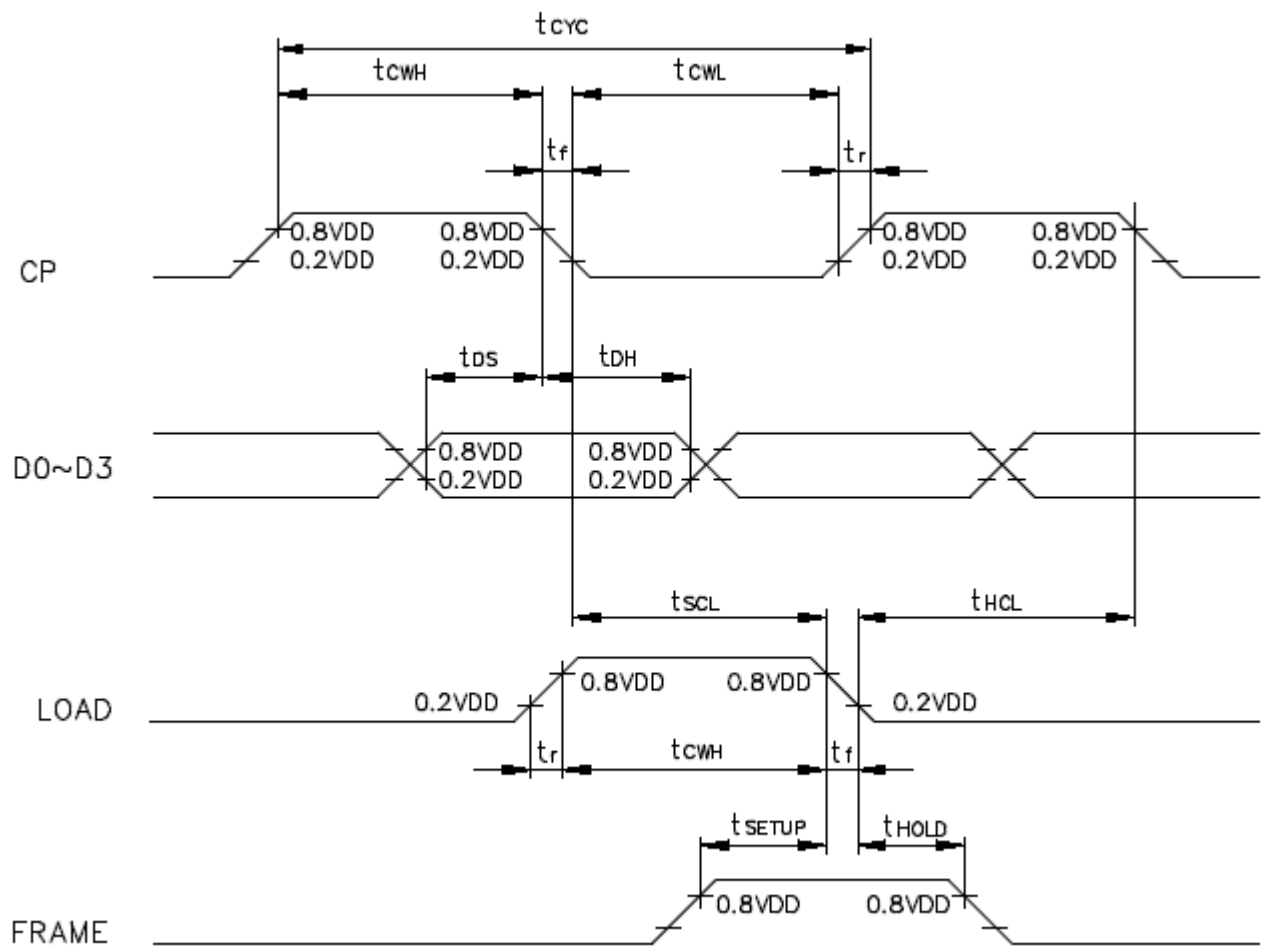 tCYC
tCWH tCWL
tf tr
0.8VDD 0.8VDD 0.8VDD 0.8VDD
CP 0.2VDD 0.2VDD 0.2VDD 0.2VDD
tDS tDH
0.8VDD 0.8VDD
D0~D3 0.2VDD 0.2VDD
tSCL tHCL
0.8VDD 0.8VDD
LOAD 0.2VDD 0.2VDD
tr tCWH tf
tSETUP tHOLD
0.8VDD 0.8VDD
FRAME